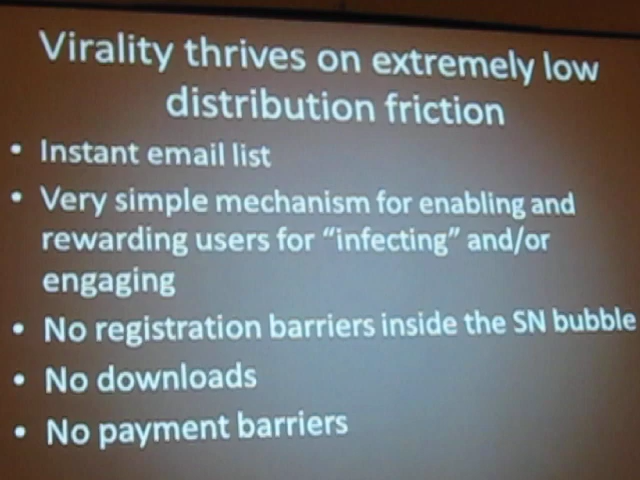 Virality thrives on extremely low
distribution friction
• Instant email list
• Very simple mechanism for enabling and
rewarding users for “infecting” and/or
engaging
• No registration barriers inside the SN bubble
• No downloads
• No payment barriers